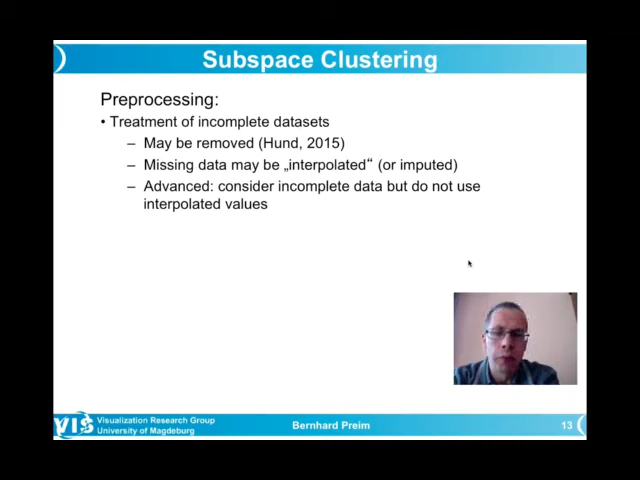 Subspace Clustering
Preprocessing:
• Treatment of incomplete datasets
– May be removed (Hund, 2015)
– Missing data may be „interpolated“ (or imputed)
– Advanced: consider incomplete data but do not use
interpolated values
VIS
Visualization Research Group
University of Magdeburg
Bernhard Preim
13